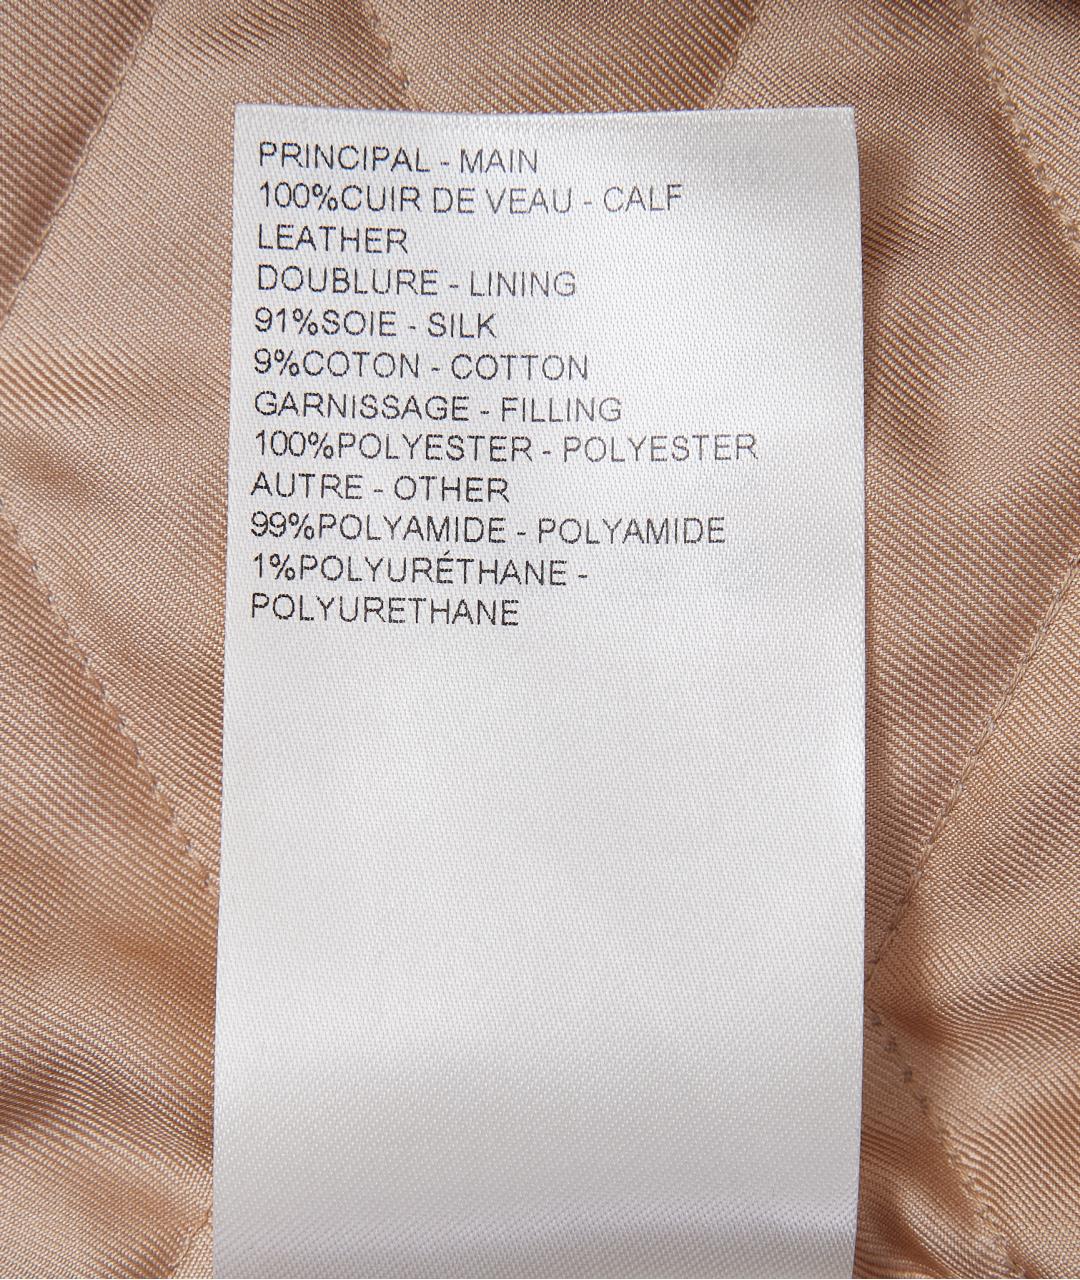 PRINCIPAL - MAIN
100%CUIR DE VEAU - CALF
LEATHER
DOUBLURE - LINING
91%SOIE - SILK
9%COTON - COTTON
GARNISSAGE - FILLING
100%POLYESTER - POLYESTER
AUTRE - OTHER
99%POLYAMIDE - POLYAMIDE
1%POLYURÉTHANE -
POLYURETHANE